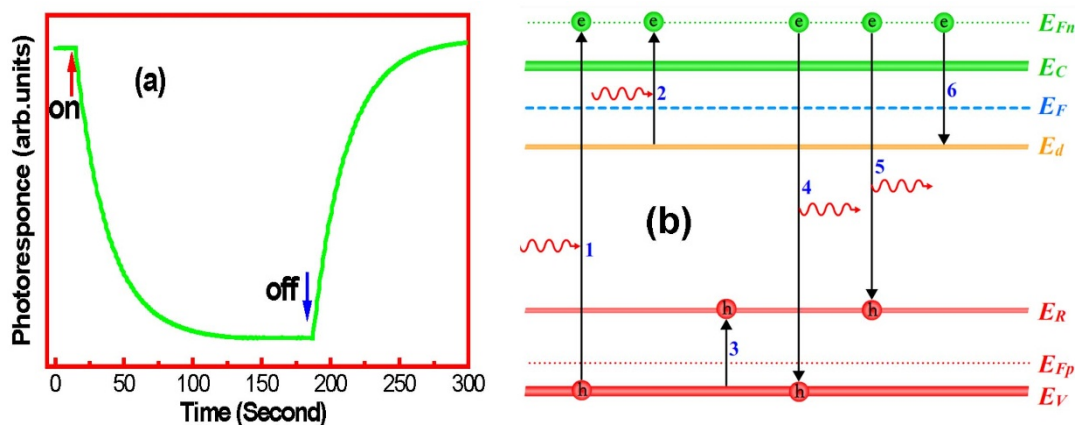 Photoresponce (arb.units)
(a)
on
off
0 50 100 150 200 250 300
Time (Second)
(b)
e e e e e
E_Fn
E_C
2
6
E_F
E_d
5
4
1
h h
E_R
3
E_Fp
h h
E_V